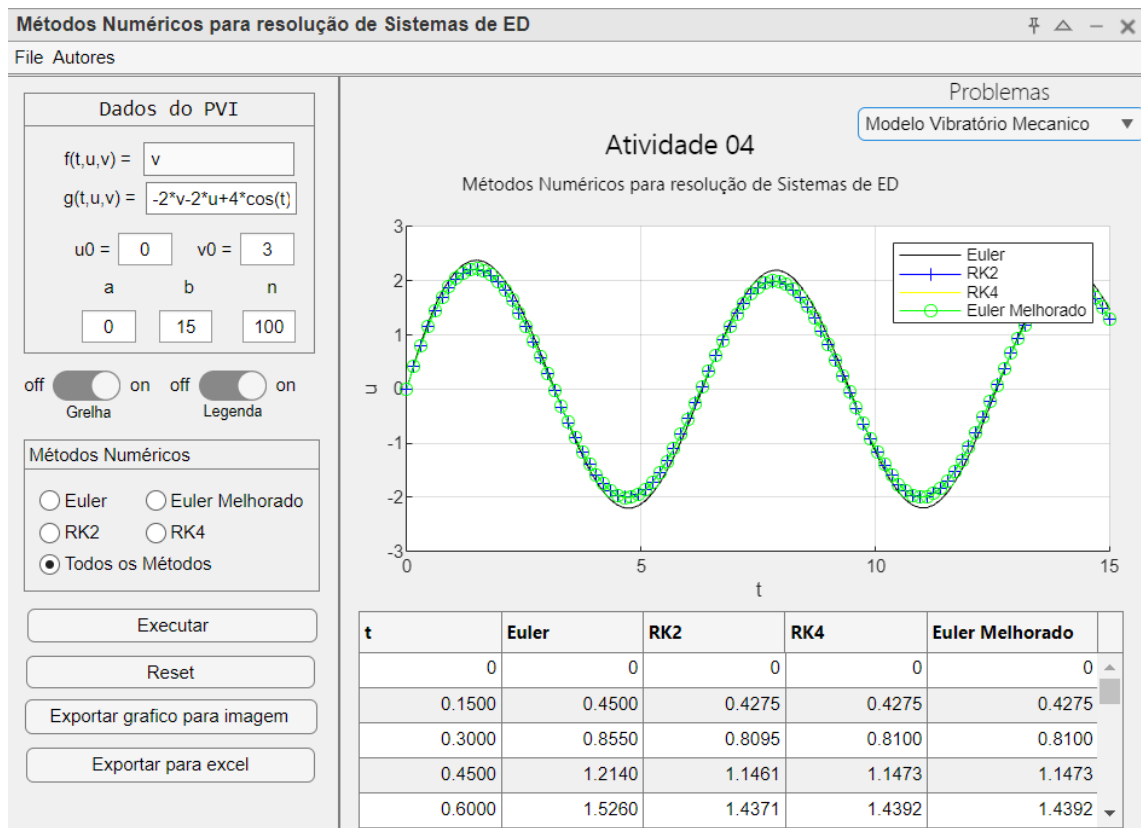 Métodos Numéricos para resolução de Sistemas de ED
File Autores
Dados do PVI
f(t,u,v) = v
g(t,u,v) = -2*v-2*u+4*cos(t)
u0 = 0 v0 = 3
a b n
0 15 100
off on off on
Grelha Legenda
Métodos Numéricos
Euler Euler Melhorado
RK2 RK4
Todos os Métodos
Executar
Reset
Exportar grafico para imagem
Exportar para excel
Problemas
Modelo Vibratório Mecanico
Atividade 04
Métodos Numéricos para resolução de Sistemas de ED
3
2
1
0
-1
-2
-3
u
0 5 10 15
t
Euler
RK2
RK4
Euler Melhorado
t Euler RK2 RK4 Euler Melhorado
0 0 0 0 0
0.1500 0.4500 0.4275 0.4275 0.4275
0.3000 0.8550 0.8095 0.8100 0.8100
0.4500 1.2140 1.1461 1.1473 1.1473
0.6000 1.5260 1.4371 1.4392 1.4392